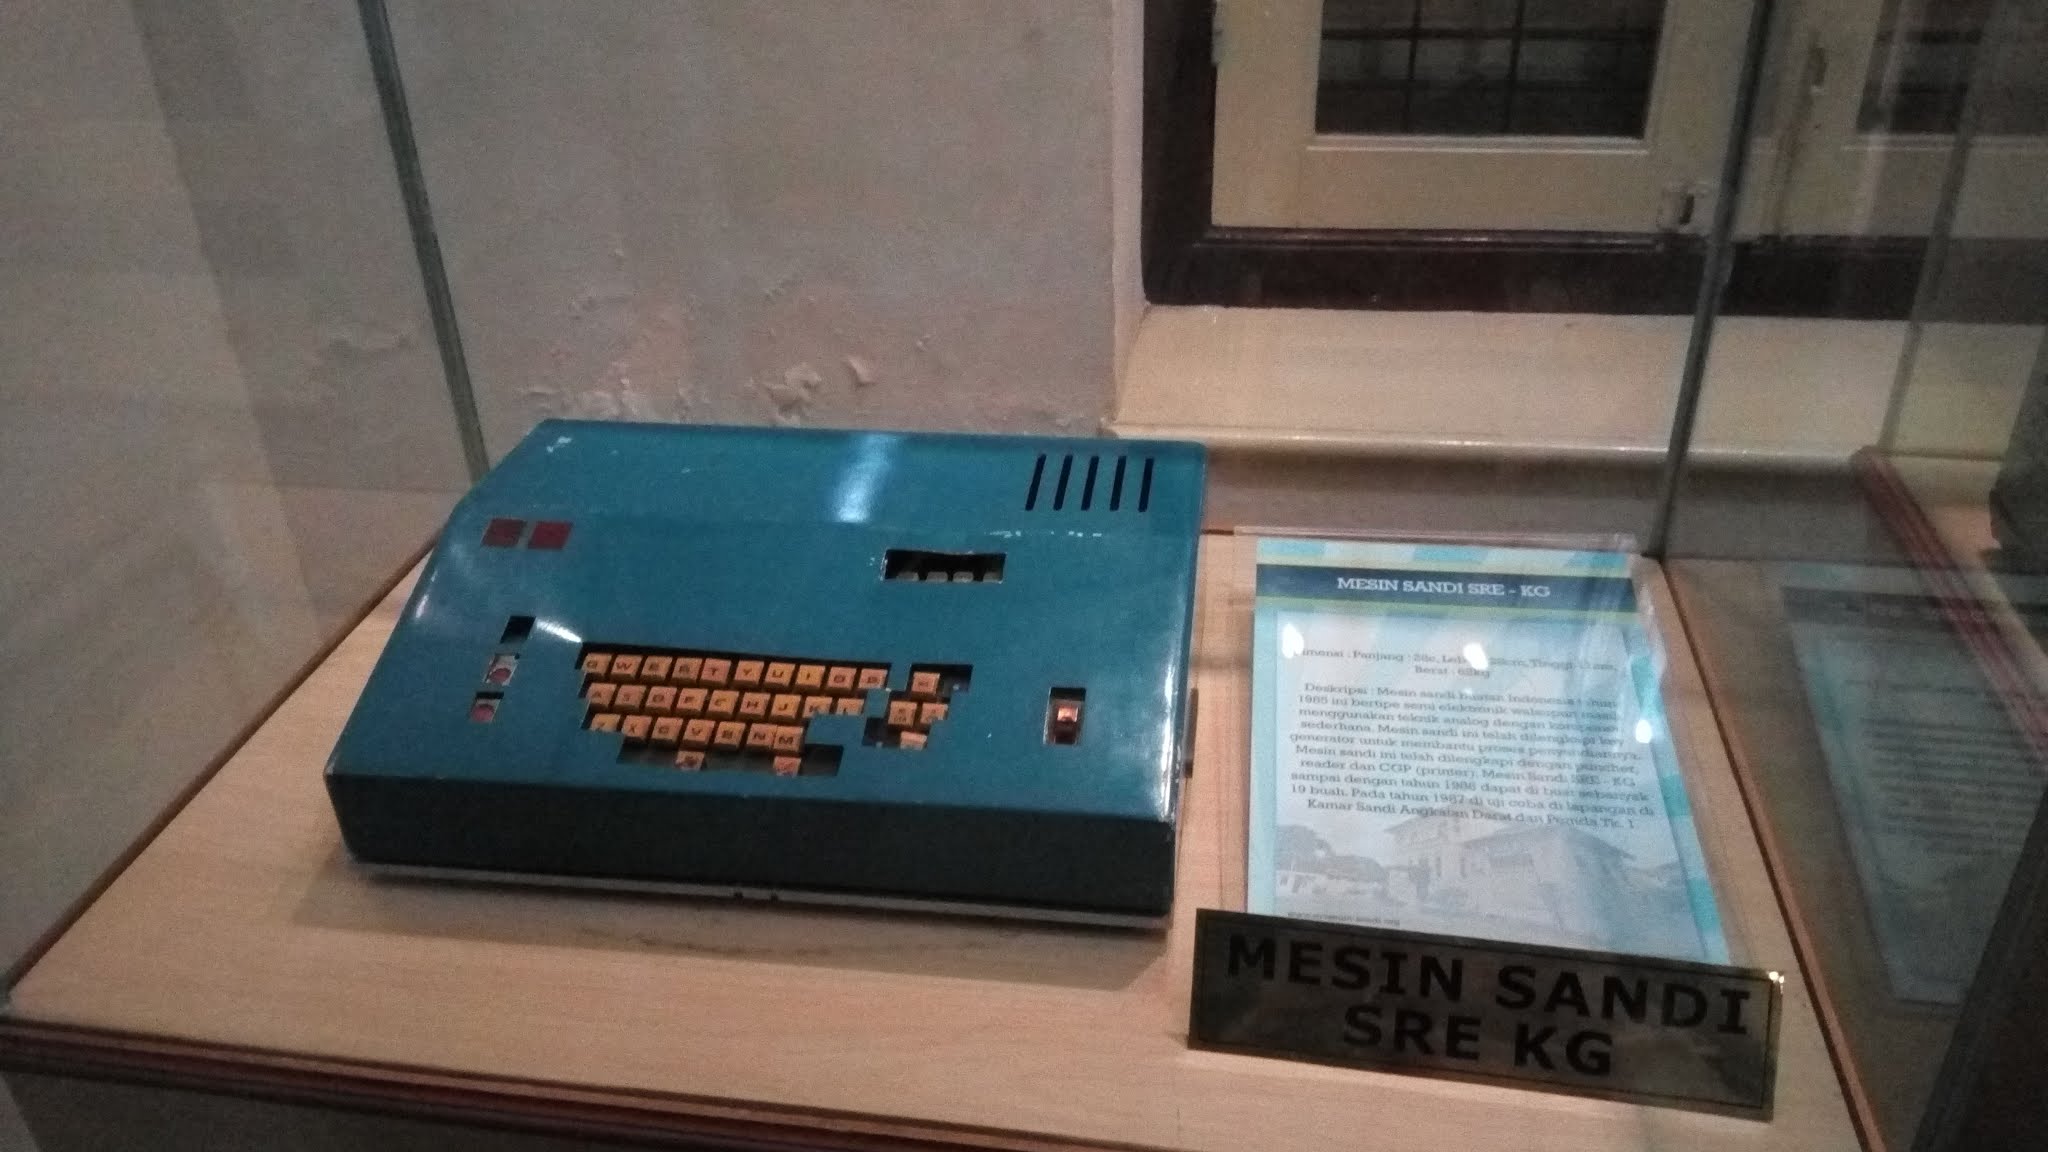 MESIN SANDI SRE - KG
Panjang :
Berat :
Deskripsi : Mesin sandi buatan Indonesia
1985 ini bertipe semi elektronik walaupun masih
menggunakan teknik analog dengan komponen
sederhana. Mesin sandi ini telah dilengkapi key
generator untuk membantu proses penyandiannya.
Mesin sandi ini telah dilengkapi dengan puncher,
reader dan CGP (printer). Mesin Sandi SRE - KG
sampai dengan tahun 1986 dapat di buat sebanyak
19 buah. Pada tahun 1987 di uji coba di lapangan di
Kamar Sandi Angkatan Darat dan Pemda Tk. 1
MESIN SANDI
SRE KG
Q W E R T Y U I O P
A S D F G H J K L
X C V B N M